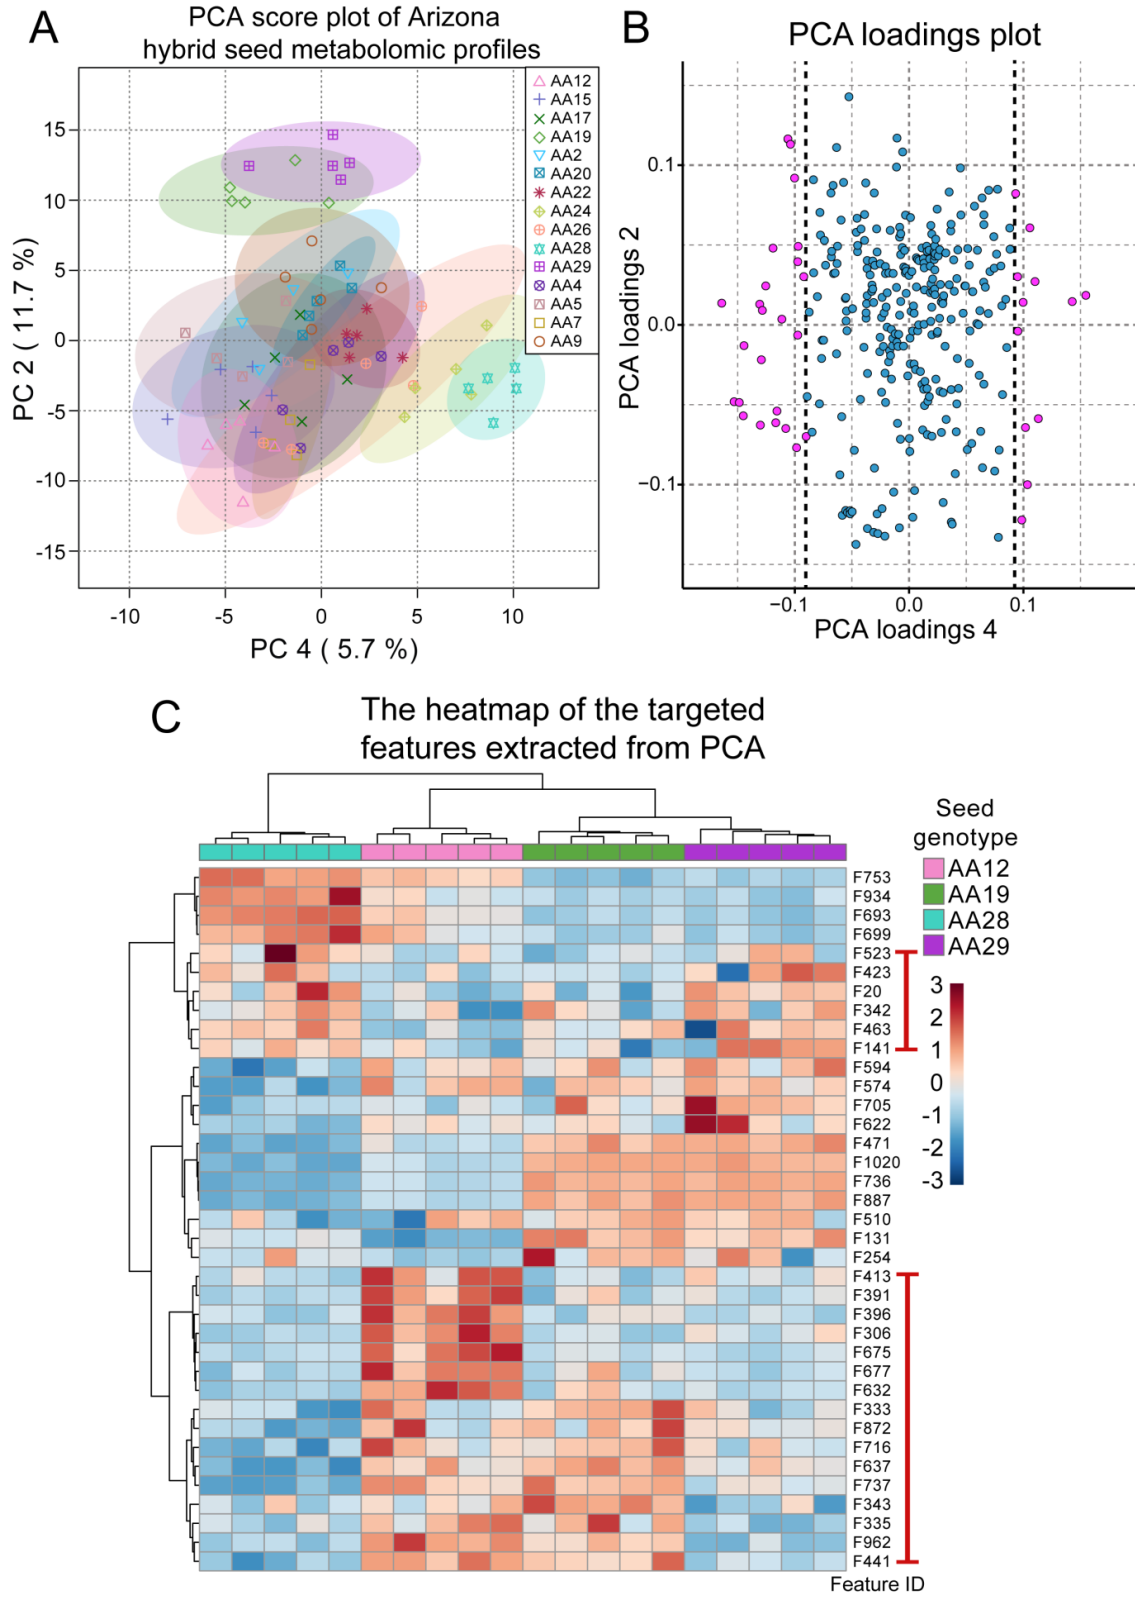 A
PCA score plot of Arizona
hybrid seed metabolomic profiles
PC 2 ( 11.7 %)
15
10
5
0
-5
-10
-15
-10
-5
0
5
10
PC 4 ( 5.7 %)
AA12
AA15
AA17
AA19
AA2
AA20
AA22
AA24
AA26
AA28
AA29
AA4
AA5
AA7
AA9
B
PCA loadings plot
PCA loadings 2
0.1
0.0
−0.1
−0.1
0.0
0.1
PCA loadings 4
C
The heatmap of the targeted
features extracted from PCA
F753
F934
F693
F699
F523
F423
F20
F342
F463
F141
F594
F574
F705
F622
F471
F1020
F736
F887
F510
F131
F254
F413
F391
F396
F306
F675
F677
F632
F333
F872
F716
F637
F737
F343
F335
F962
F441
Feature ID
Seed
genotype
AA12
AA19
AA28
AA29
3
2
1
0
-1
-2
-3